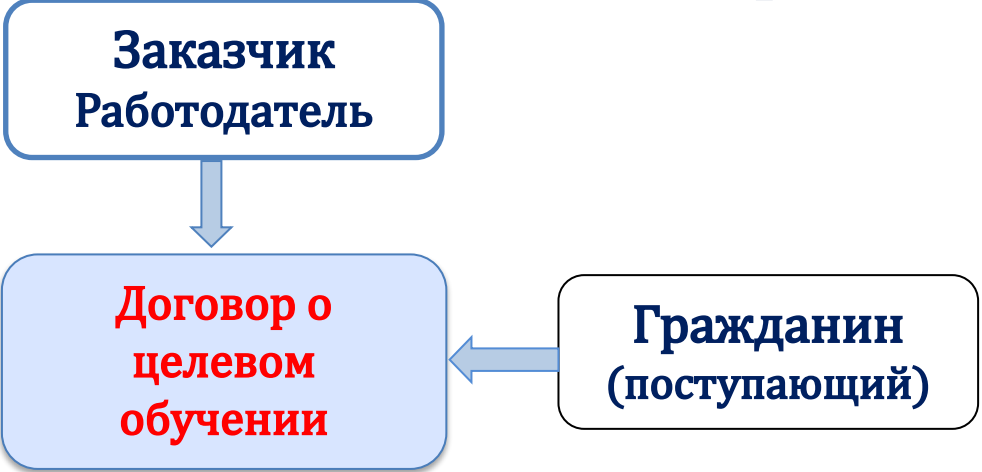 Заказчик
Работодатель
Договор о
целевом
обучении
Гражданин
(поступающий)